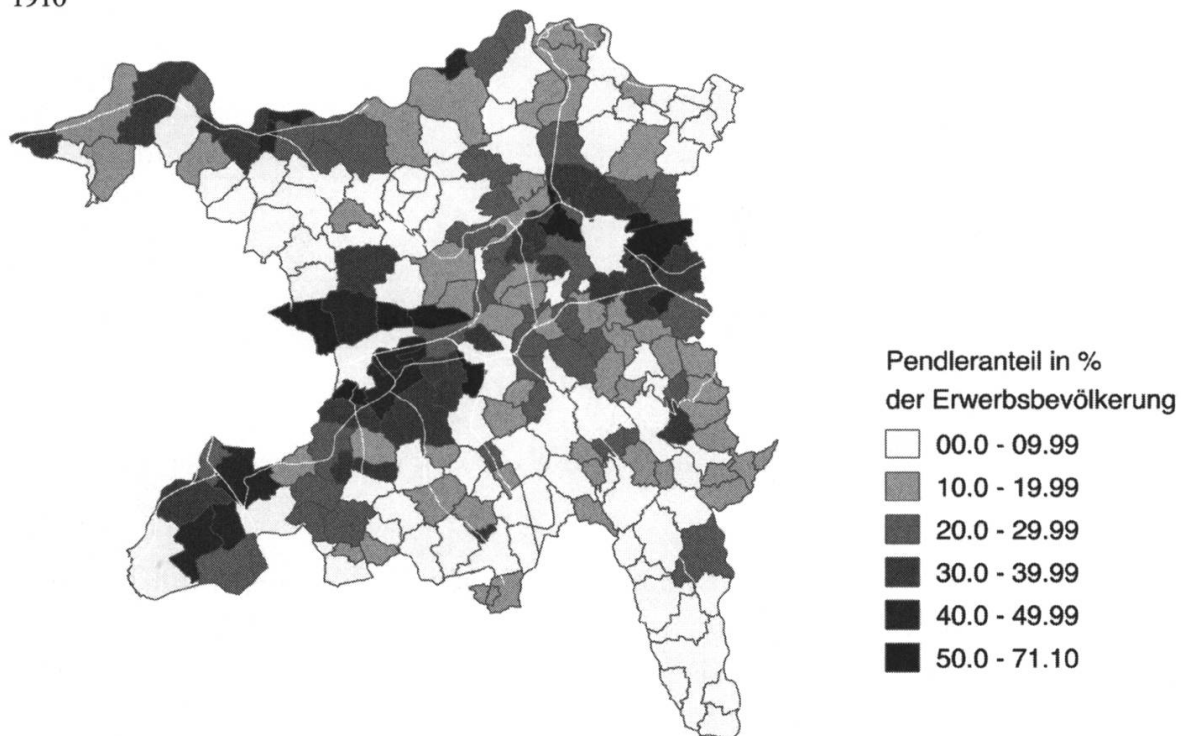 1910
Pendleranteil in %
der Erwerbsbevölkerung
00.0 - 09.99
10.0 - 19.99
20.0 - 29.99
30.0 - 39.99
40.0 - 49.99
50.0 - 71.10